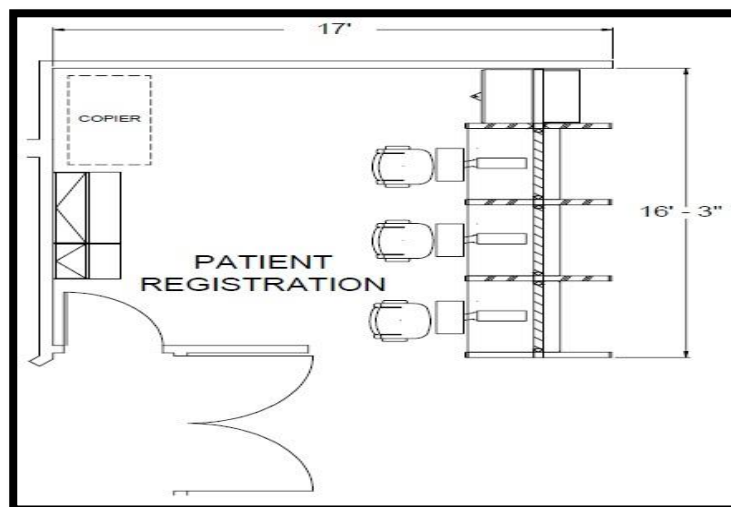 17'
COPIER
16' - 3"
PATIENT
REGISTRATION